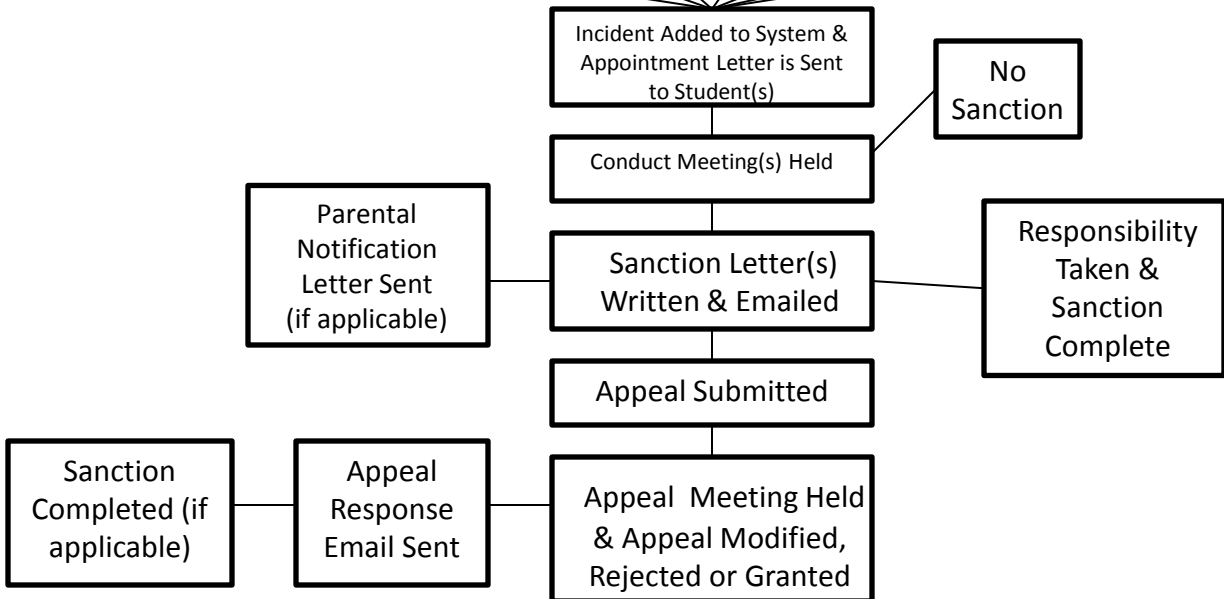 Incident Added to System &
Appointment Letter is Sent
to Student(s)
No
Sanction
Conduct Meeting(s) Held
Parental
Notification
Letter Sent
(if applicable)
Sanction Letter(s)
Written & Emailed
Responsibility
Taken &
Sanction
Complete
Appeal Submitted
Sanction
Completed (if
applicable)
Appeal
Response
Email Sent
Appeal Meeting Held
& Appeal Modified,
Rejected or Granted